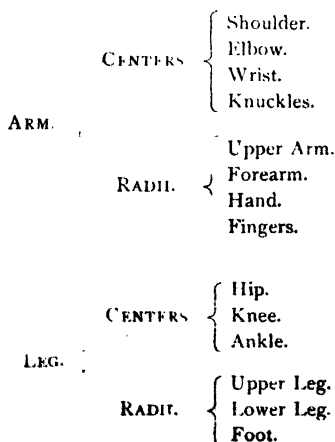 CENTERS
Shoulder.
Elbow.
Wrist.
Knuckles.
ARM.
RADII.
Upper Arm.
Forearm.
Hand.
Fingers.
CENTERS
Hip.
Knee.
Ankle.
LEG.
RADII.
Upper Leg.
Lower Leg.
Foot.